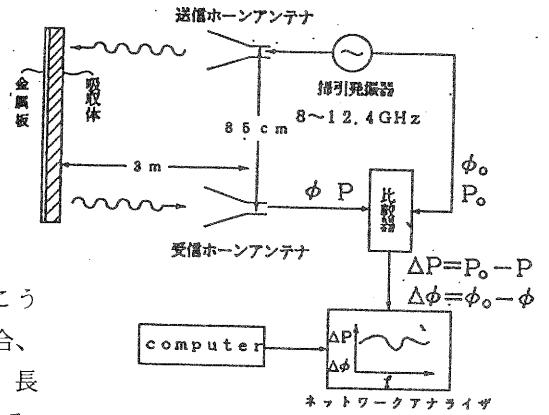 送信ホーンアンテナ
金属板
吸収体
掃引発振器
8〜12.4GHz
85cm
3m
φ P
φ₀
P₀
比較器
受信ホーンアンテナ
ΔP=P₀-P
Δφ=φ₀-φ
こう
合、
長
computer
ΔP
Δφ
f
ネットワークアナライザ